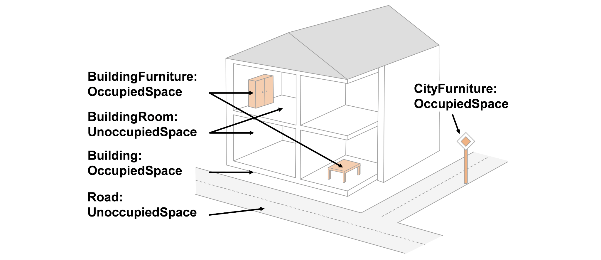 BuildingFurniture:
OccupiedSpace
BuildingRoom:
UnoccupiedSpace
Building:
OccupiedSpace
Road:
UnoccupiedSpace
CityFurniture:
OccupiedSpace